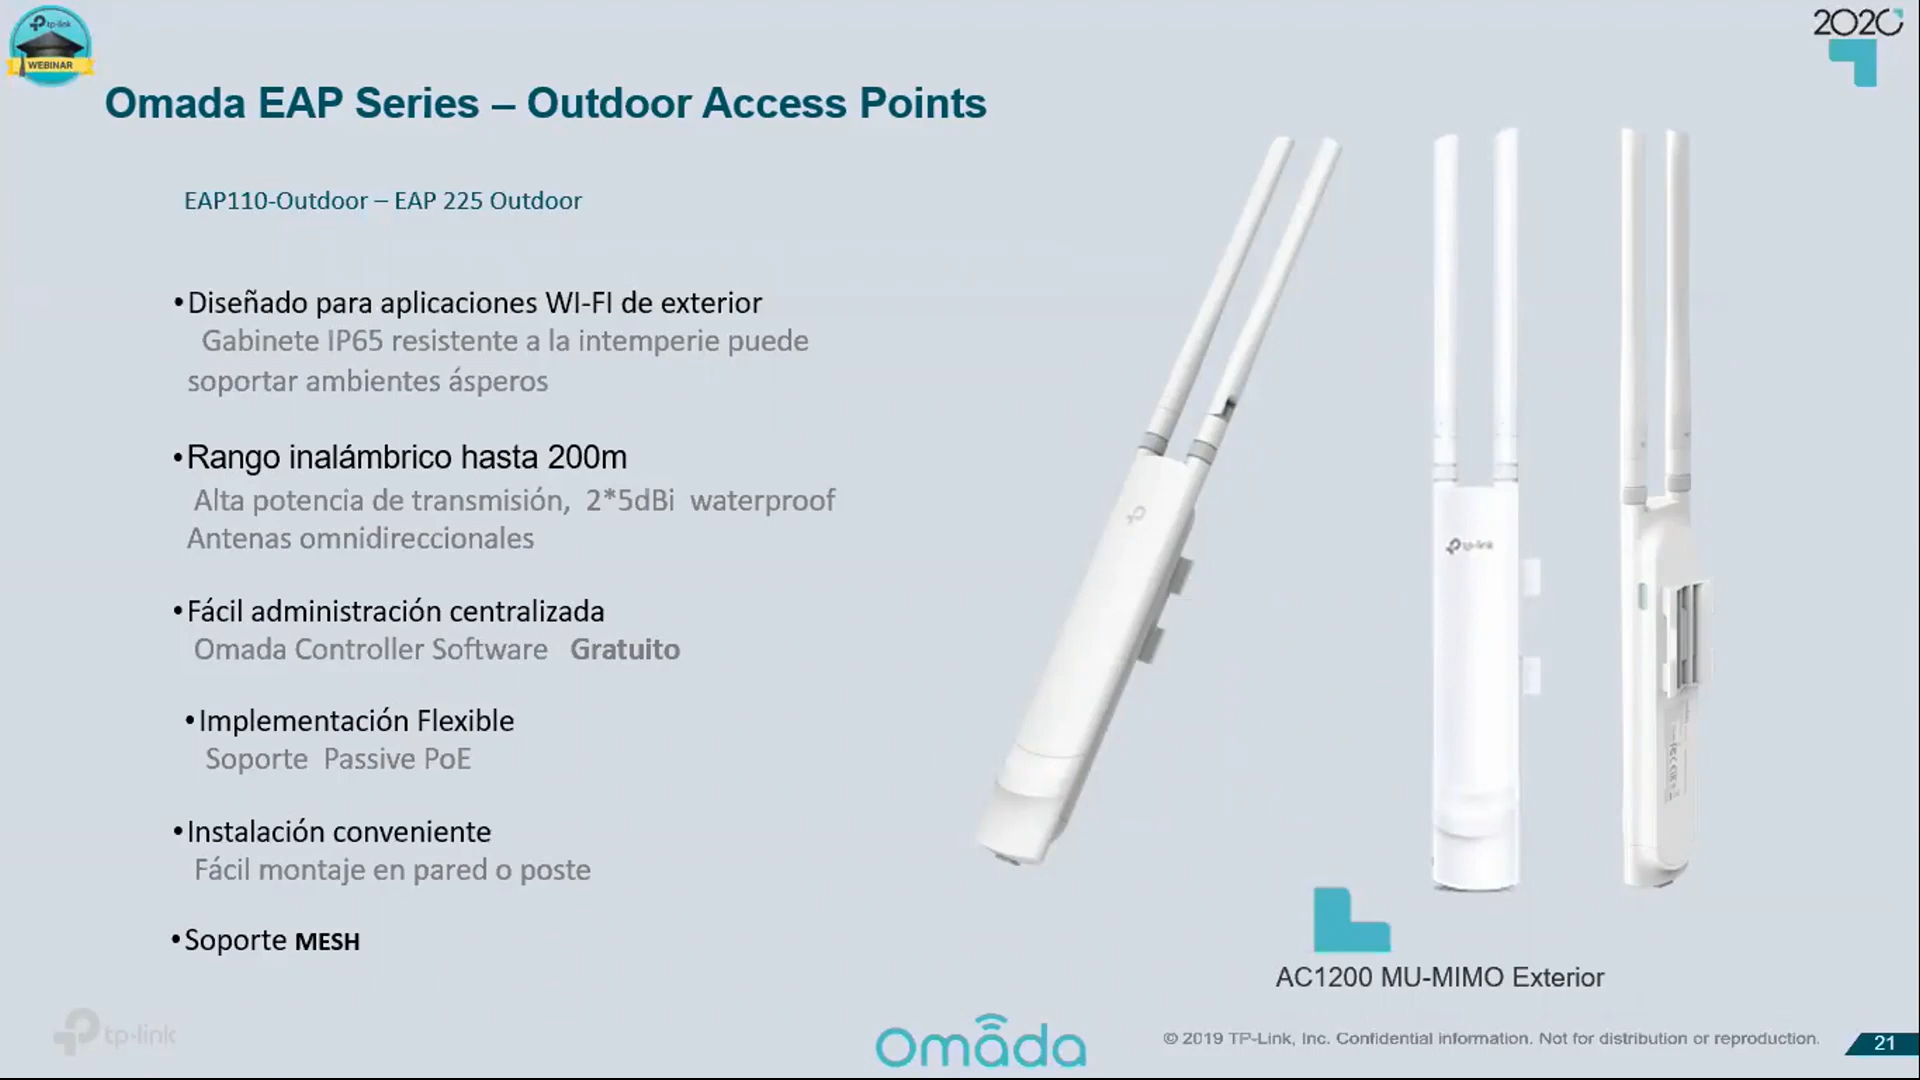 tp-link
WEBINAR
2020
Omada EAP Series – Outdoor Access Points
EAP110-Outdoor – EAP 225 Outdoor
•Diseñado para aplicaciones WI-FI de exterior
Gabinete IP65 resistente a la intemperie puede
soportar ambientes ásperos
•Rango inalámbrico hasta 200m
Alta potencia de transmisión, 2*5dBi waterproof
Antenas omnidireccionales
•Fácil administración centralizada
Omada Controller Software Gratuito
•Implementación Flexible
Soporte Passive PoE
•Instalación conveniente
Fácil montaje en pared o poste
•Soporte MESH
tp-link
AC1200 MU-MIMO Exterior
tp-link
omada
© 2019 TP-Link, Inc. Confidential information. Not for distribution or reproduction.
21